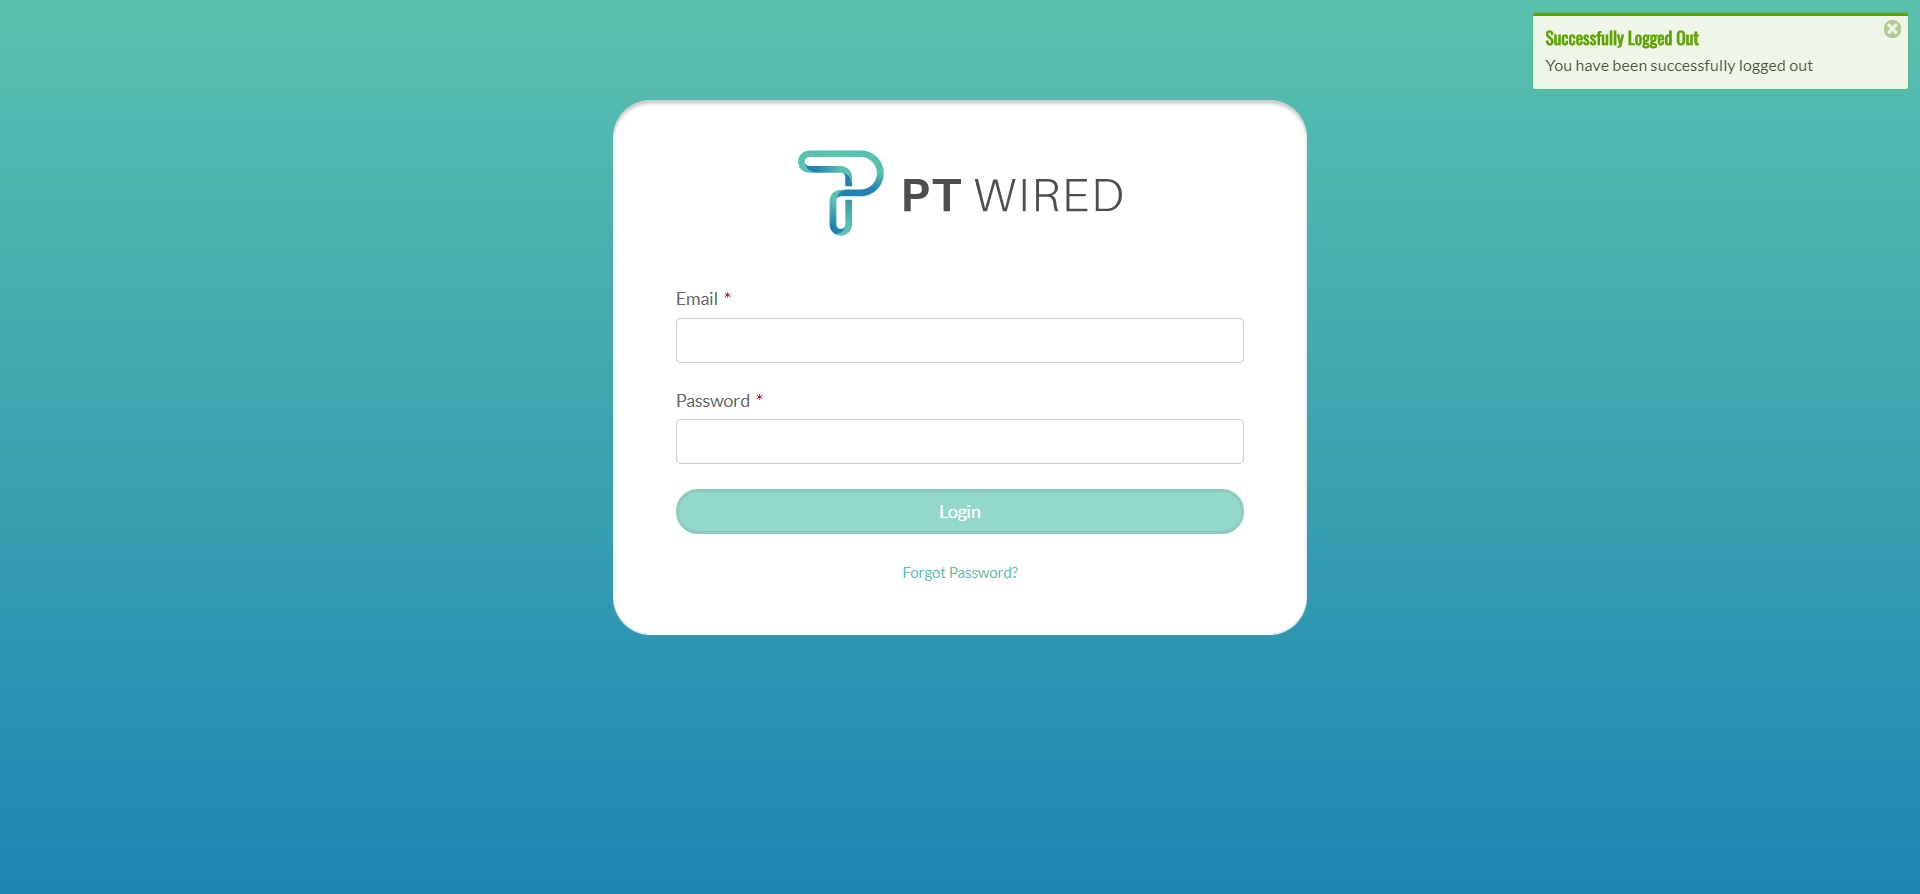 Successfully Logged Out
You have been successfully logged out
PT WIRED
Email *
Password *
Login
Forgot Password?